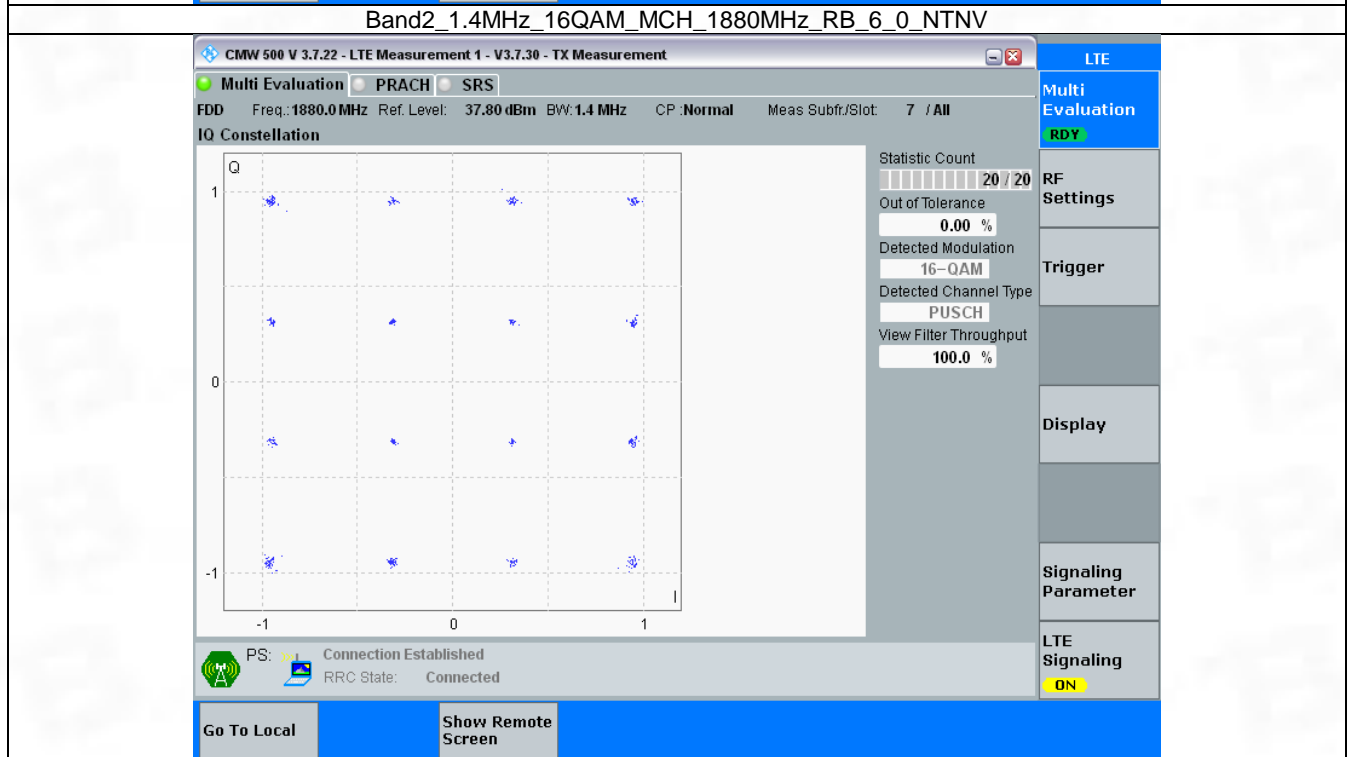 Band2_1.4MHz_16QAM_MCH_1880MHz_RB_6_0_NTNV
CMW 500 V 3.7.22 - LTE Measurement 1 - V3.7.30 - TX Measurement
LTE
Multi Evaluation PRACH SRS
Multi
Evaluation
RDY
FDD Freq.: 1880.0 MHz Ref. Level: 37.80 dBm BW: 1.4 MHz CP :Normal Meas Subfr./Slot: 7 / All
IQ Constellation
Q
1
0
-1
I
-1 0 1
Statistic Count
20 / 20
Out of Tolerance
0.00 %
Detected Modulation
16-QAM
Detected Channel Type
PUSCH
View Filter Throughput
100.0 %
RF
Settings
Trigger
Display
Signaling
Parameter
LTE
Signaling
ON
PS: Connection Established
RRC State: Connected
Go To Local
Show Remote
Screen